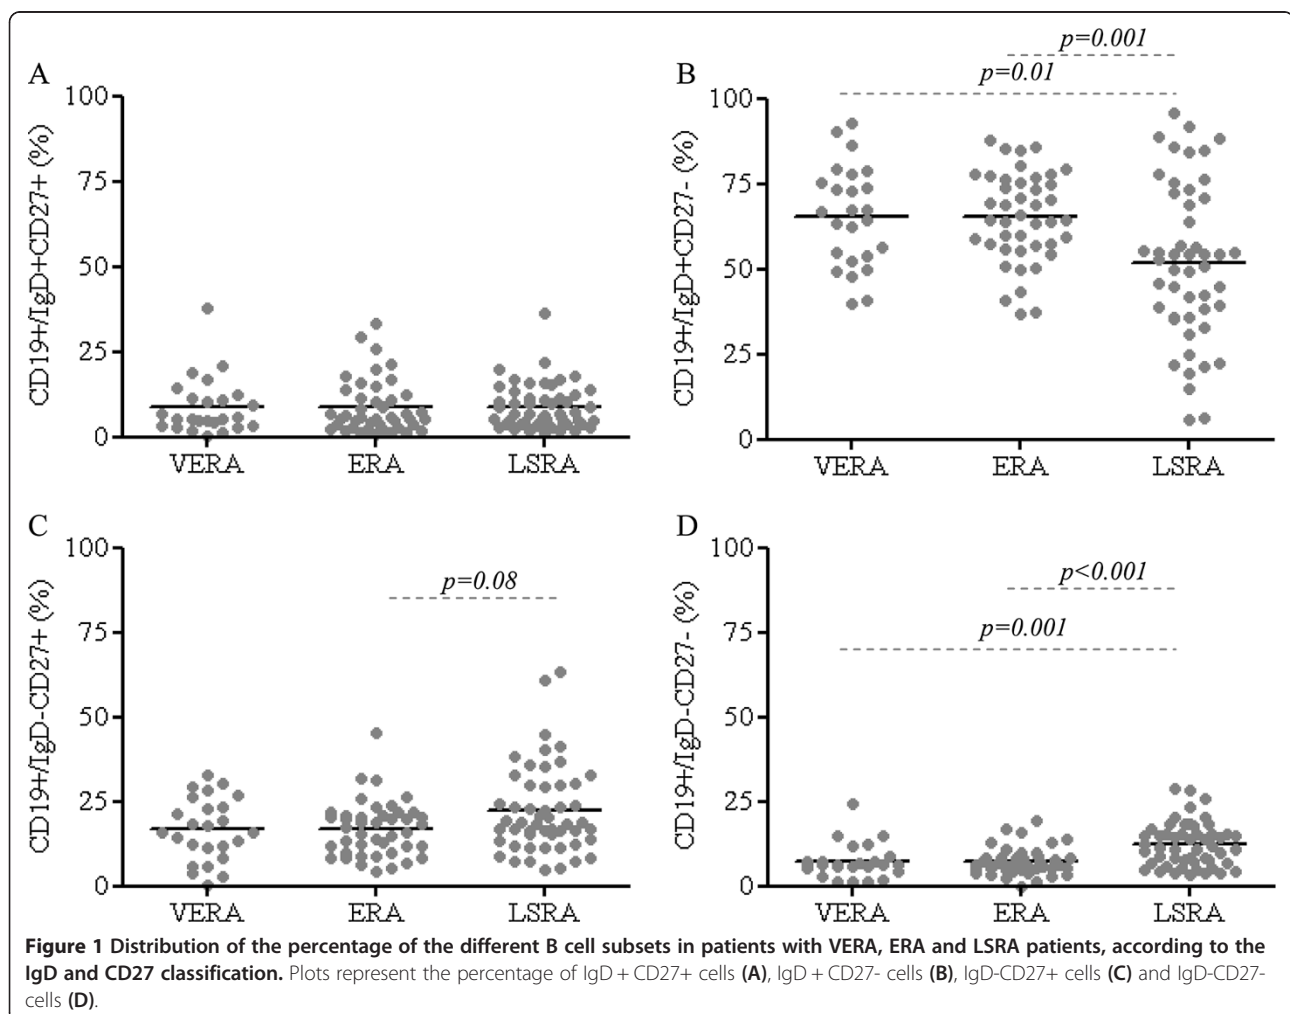 A
CD19+/IgD+CD27+ (%)
100
75
50
25
0
VERA ERA LSRA
B
p=0.001
p=0.01
CD19+/IgD+CD27- (%)
100
75
50
25
0
VERA ERA LSRA
C
p=0.08
CD19+/IgD-CD27+ (%)
100
75
50
25
0
VERA ERA LSRA
D
p<0.001
p=0.001
CD19+/IgD-CD27- (%)
100
75
50
25
0
VERA ERA LSRA
Figure 1 Distribution of the percentage of the different B cell subsets in patients with VERA, ERA and LSRA patients, according to the
IgD and CD27 classification. Plots represent the percentage of IgD + CD27+ cells (A), IgD + CD27- cells (B), IgD-CD27+ cells (C) and IgD-CD27-
cells (D).